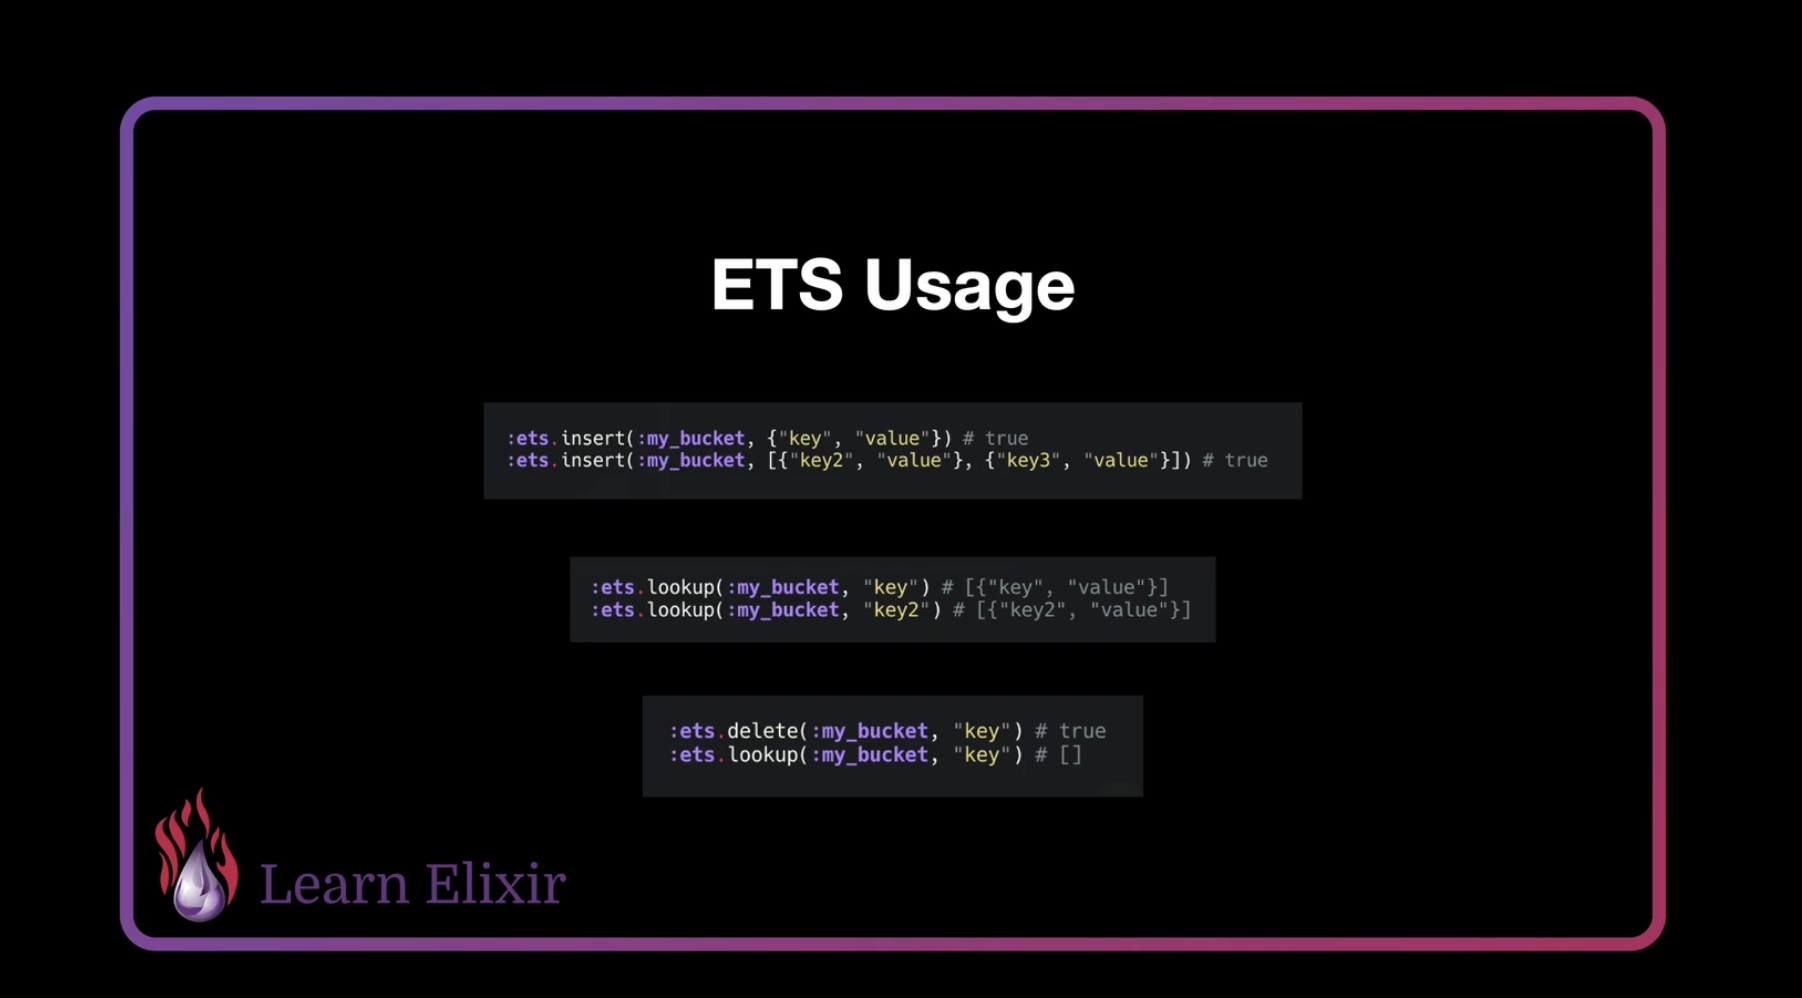 ETS Usage
:ets.insert(:my_bucket, {"key", "value"}) # true
:ets.insert(:my_bucket, [{"key2", "value"}, {"key3", "value"}]) # true
:ets.lookup(:my_bucket, "key") # [{"key", "value"}]
:ets.lookup(:my_bucket, "key2") # [{"key2", "value"}]
:ets.delete(:my_bucket, "key") # true
:ets.lookup(:my_bucket, "key") # []
Learn Elixir